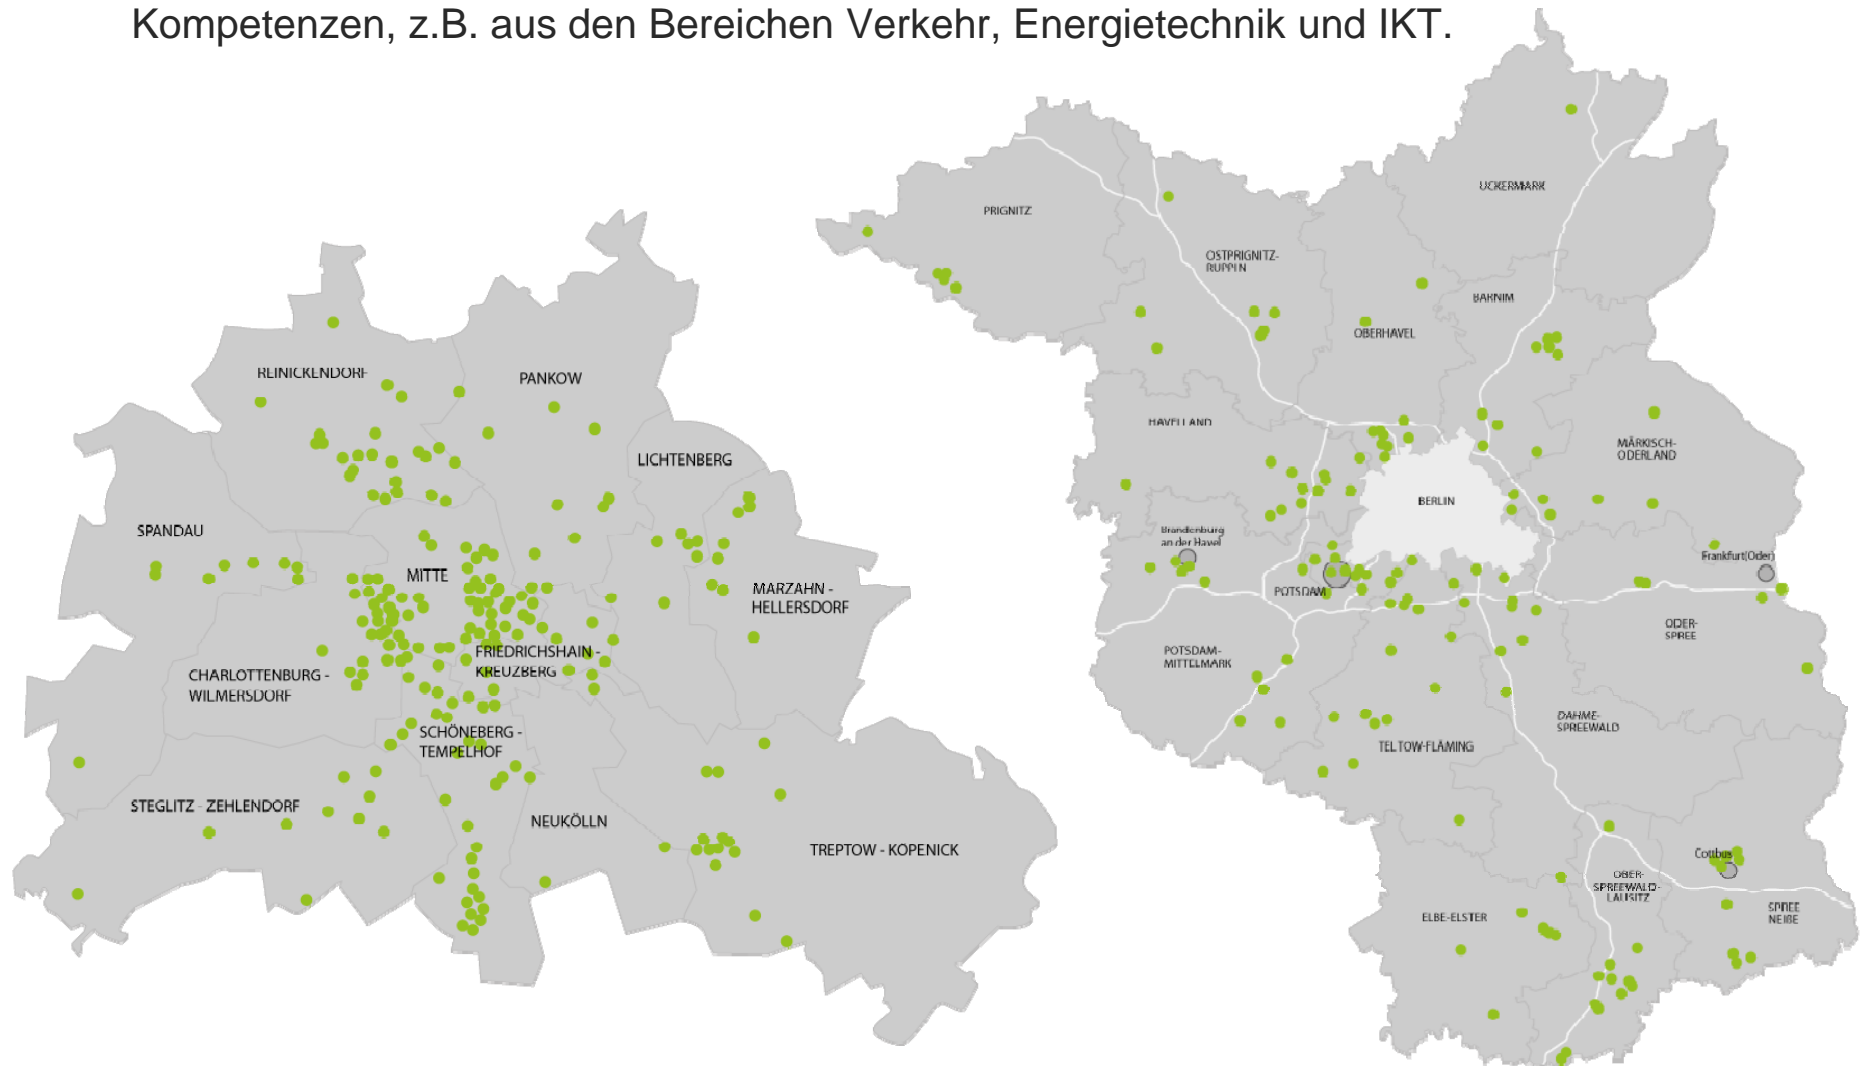 Kompetenzen, z.B. aus den Bereichen Verkehr, Energietechnik und IKT.
REINICKENDORF
PANKOW
LICHTENBERG
SPANDAU
MITTE
MARZAHN -
HELLERSDORF
FRIEDRICHSHAIN -
KREUZBERG
CHARLOTTENBURG -
WILMERSDORF
SCHÖNEBERG -
TEMPELHOF
STEGLITZ - ZEHLENDORF
NEUKÖLLN
TREPTOW - KÖPENICK
UCKERMARK
PRIGNITZ
OSTPRIGNITZ-
RUPPIN
BARNIM
OBERHAVEL
HAVELLAND
MÄRKISCH-
ODERLAND
BERLIN
Brandenburg
an der Havel
Frankfurt(Oder)
POTSDAM
ODER-
SPREE
POTSDAM-
MITTELMARK
DAHME-
SPREEWALD
TELTOW-FLÄMING
Cottbus
OBER-
SPREEWALD-
LAUSITZ
SPREE
NEIßE
ELBE-ELSTER